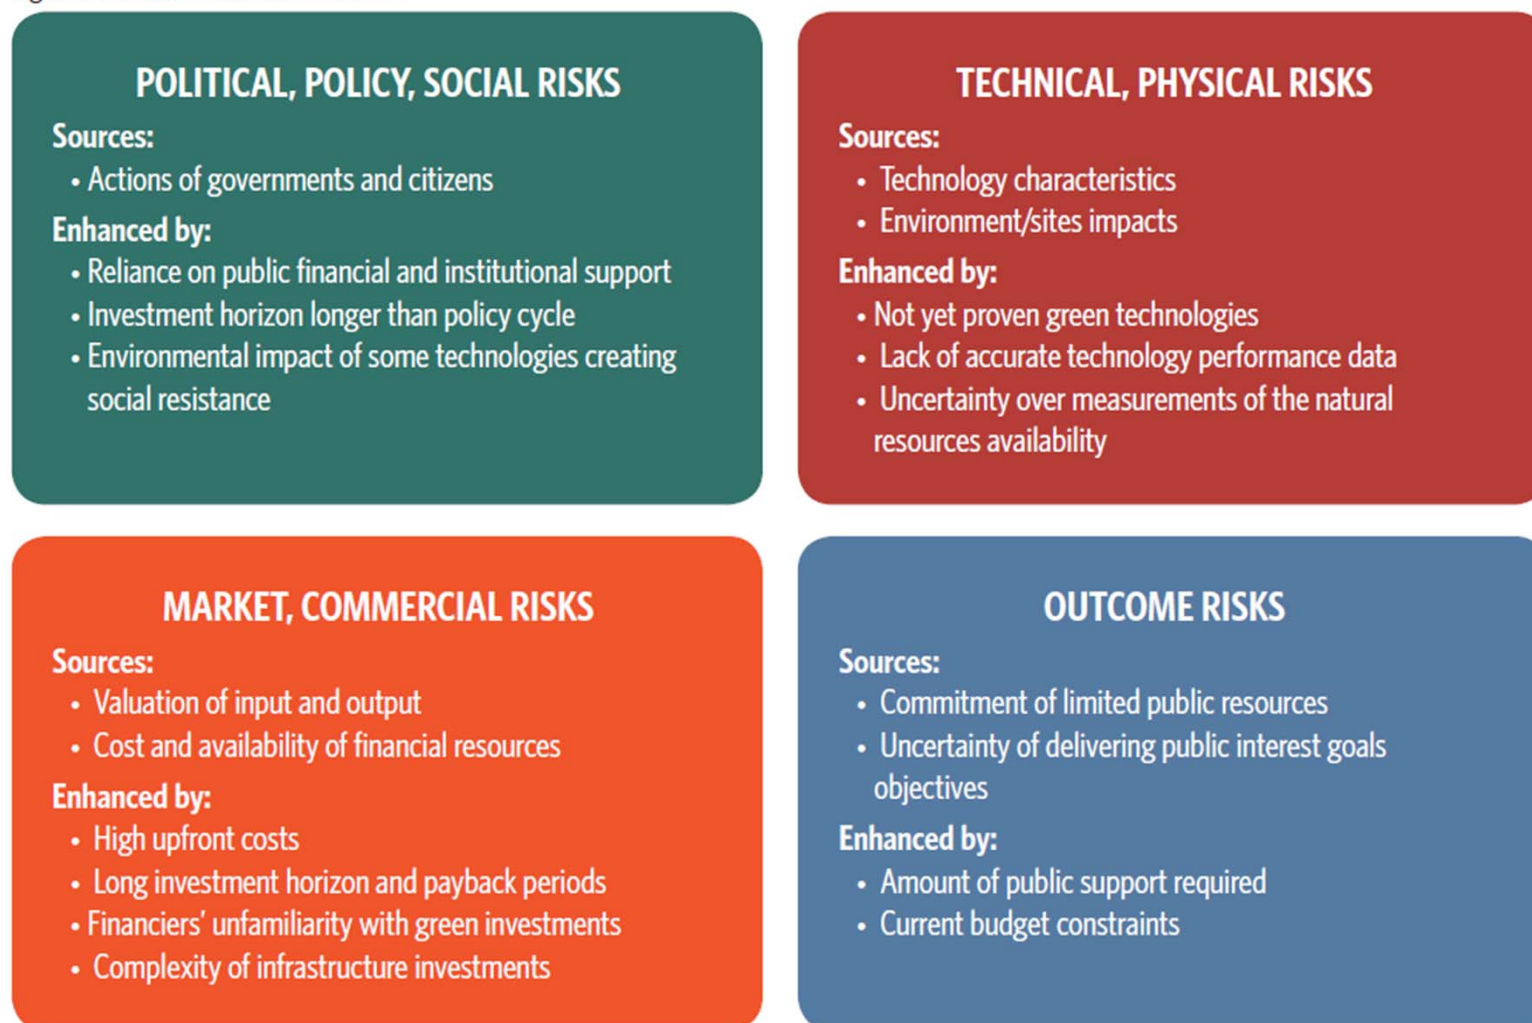 POLITICAL, POLICY, SOCIAL RISKS
Sources:
• Actions of governments and citizens
Enhanced by:
• Reliance on public financial and institutional support
• Investment horizon longer than policy cycle
• Environmental impact of some technologies creating
social resistance
TECHNICAL, PHYSICAL RISKS
Sources:
• Technology characteristics
• Environment/sites impacts
Enhanced by:
• Not yet proven green technologies
• Lack of accurate technology performance data
• Uncertainty over measurements of the natural
resources availability
MARKET, COMMERCIAL RISKS
Sources:
• Valuation of input and output
• Cost and availability of financial resources
Enhanced by:
• High upfront costs
• Long investment horizon and payback periods
• Financiers' unfamiliarity with green investments
• Complexity of infrastructure investments
OUTCOME RISKS
Sources:
• Commitment of limited public resources
• Uncertainty of delivering public interest goals
objectives
Enhanced by:
• Amount of public support required
• Current budget constraints